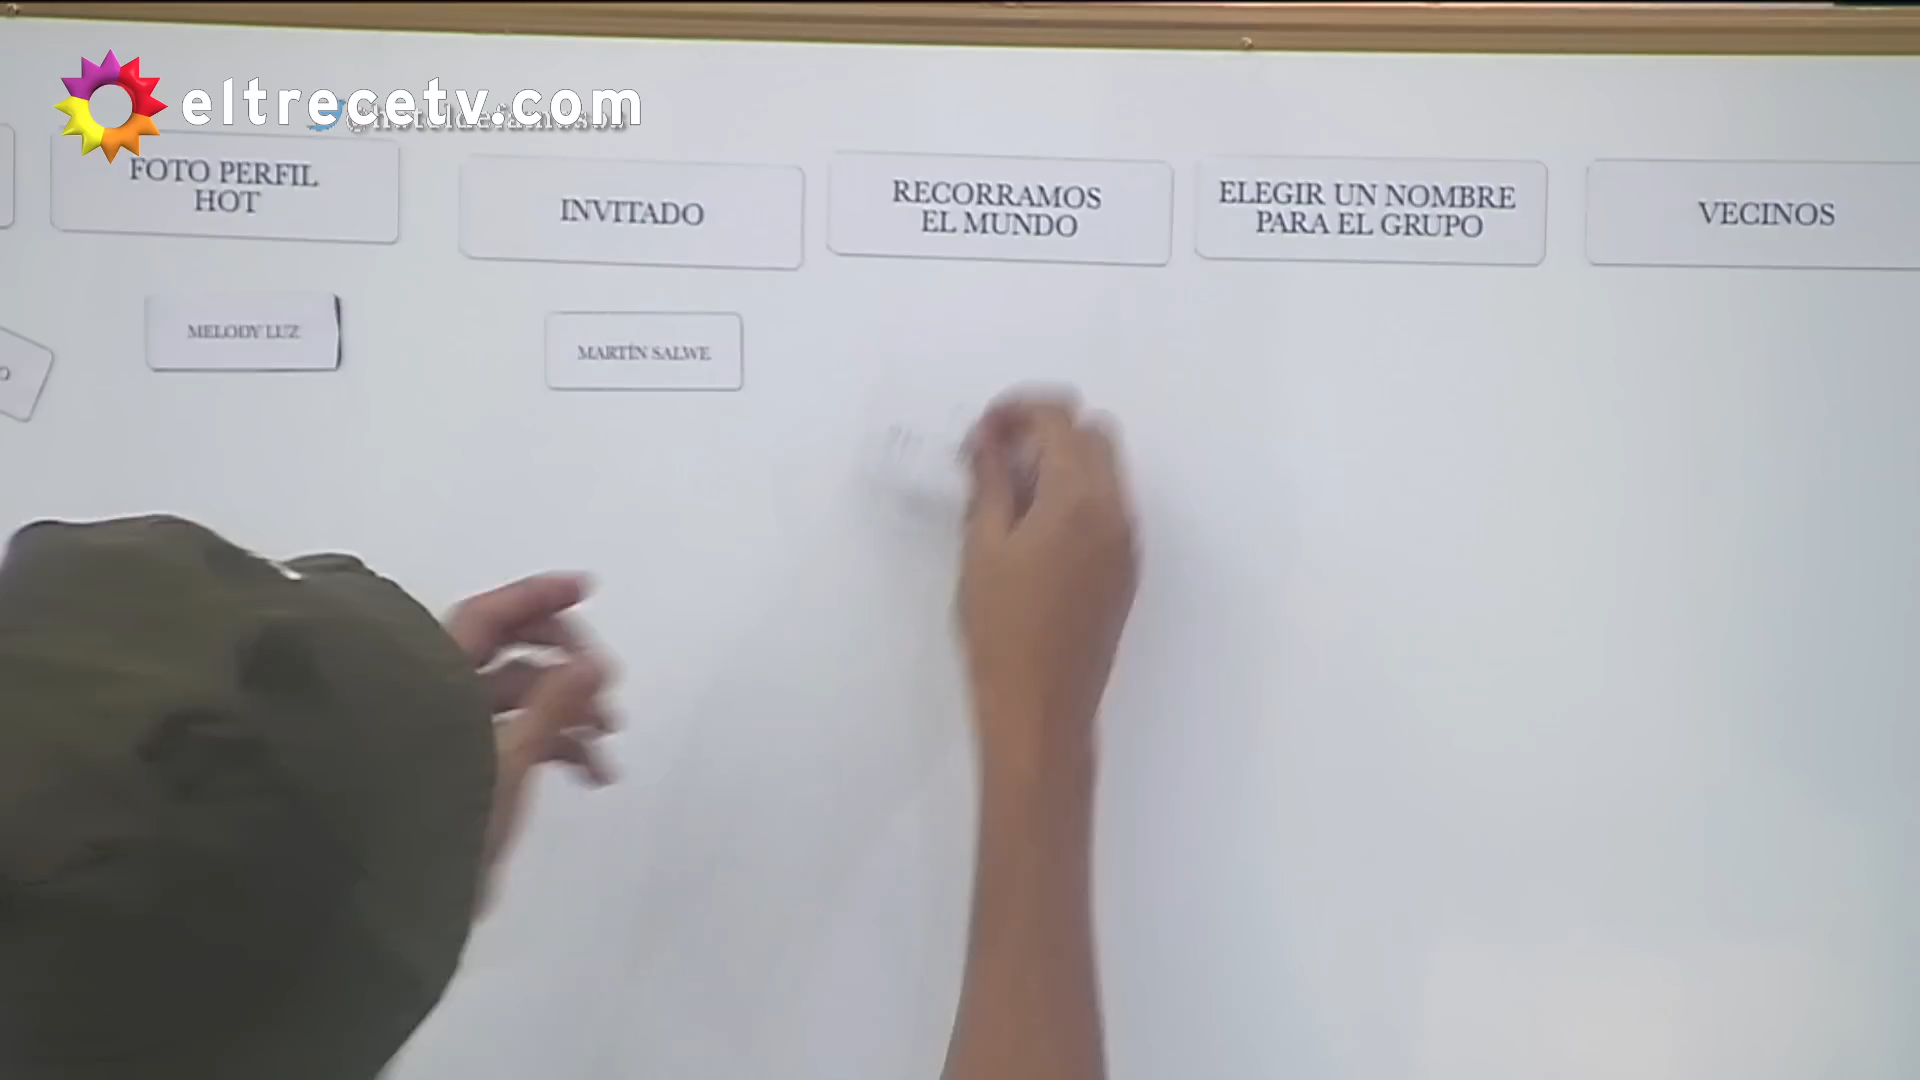 eltrecetv.com
FOTO PERFIL
HOT
INVITADO
RECORRAMOS
EL MUNDO
ELEGIR UN NOMBRE
PARA EL GRUPO
VECINOS
MELODY LUZ
MARTÍN SALWE